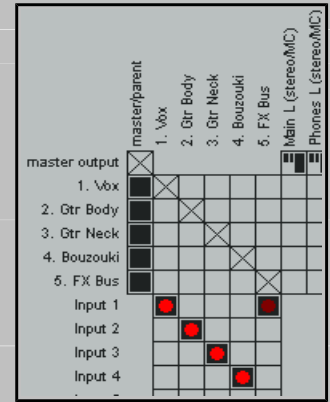 master/parent
1. Vox
2. Gtr Body
3. Gtr Neck
4. Bouzouki
5. FX Bus
Main L (stereo/MC)
Phones L (stereo/MC)
master output
1. Vox
2. Gtr Body
3. Gtr Neck
4. Bouzouki
5. FX Bus
Input 1
Input 2
Input 3
Input 4